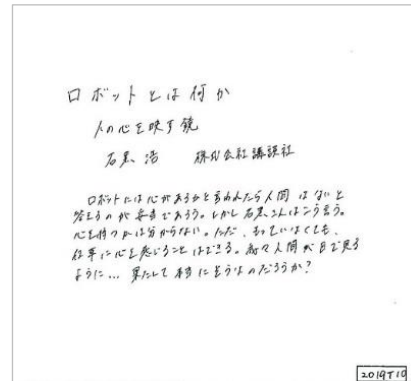 ロボットとは何か
人の心を映す鏡
石黒浩 株式会社講談社
ロボットには心があるかと言われたら人間はないと
答えるのが妥当であろう。しかし石黒さんはこう言う。
心を持つかは分からない。ただ、もっていなくても、
仕草に心を感じることはできる。我々人間が目で見る
ように... 果たして本当にそうなのだろうか?
2019T10